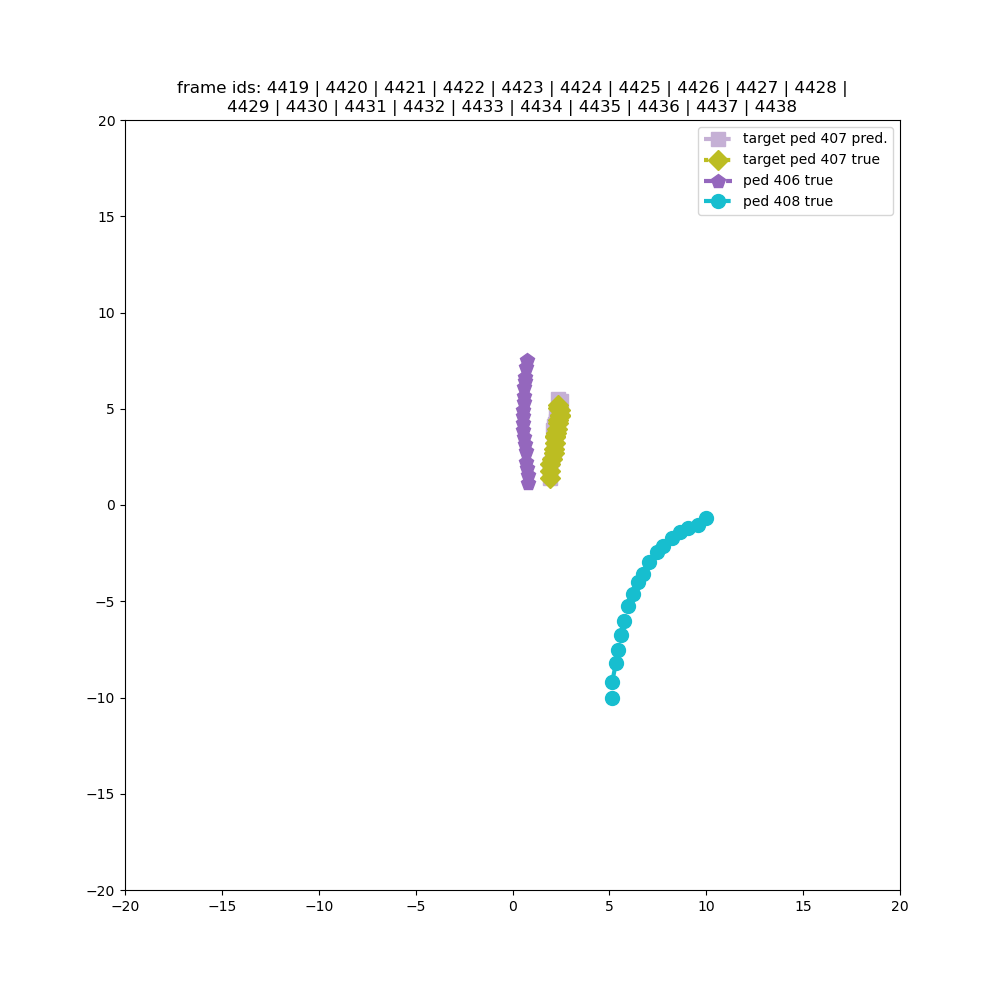 frame ids: 4419 | 4420 | 4421 | 4422 | 4423 | 4424 | 4425 | 4426 | 4427 | 4428 |
4429 | 4430 | 4431 | 4432 | 4433 | 4434 | 4435 | 4436 | 4437 | 4438
target ped 407 pred.
target ped 407 true
ped 406 true
ped 408 true
20
15
10
5
0
−5
−10
−15
−20
−20 −15 −10 −5 0 5 10 15 20